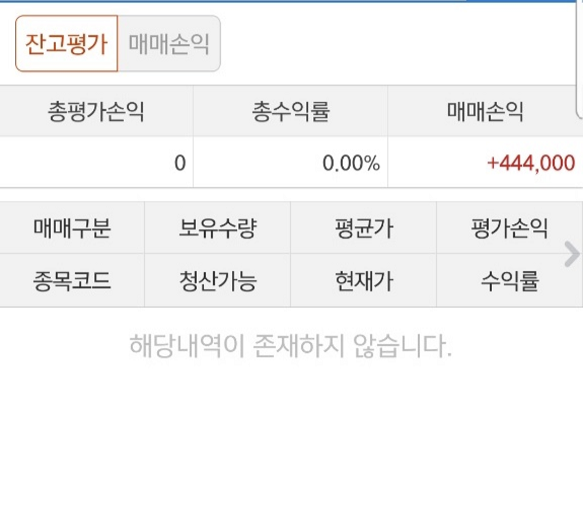 잔고평가 매매손익
총평가손익 총수익률 매매손익
0 0.00% +444,000
매매구분 보유수량 평균가 평가손익
종목코드 청산가능 현재가 수익률
해당내역이 존재하지 않습니다.